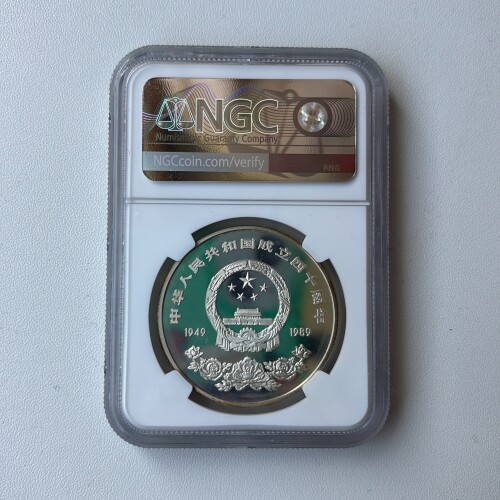 NGC
Numismatic Guaranty Company
NGCcoin.com/verify
中华人民共和国成立四十周年
1949 1989